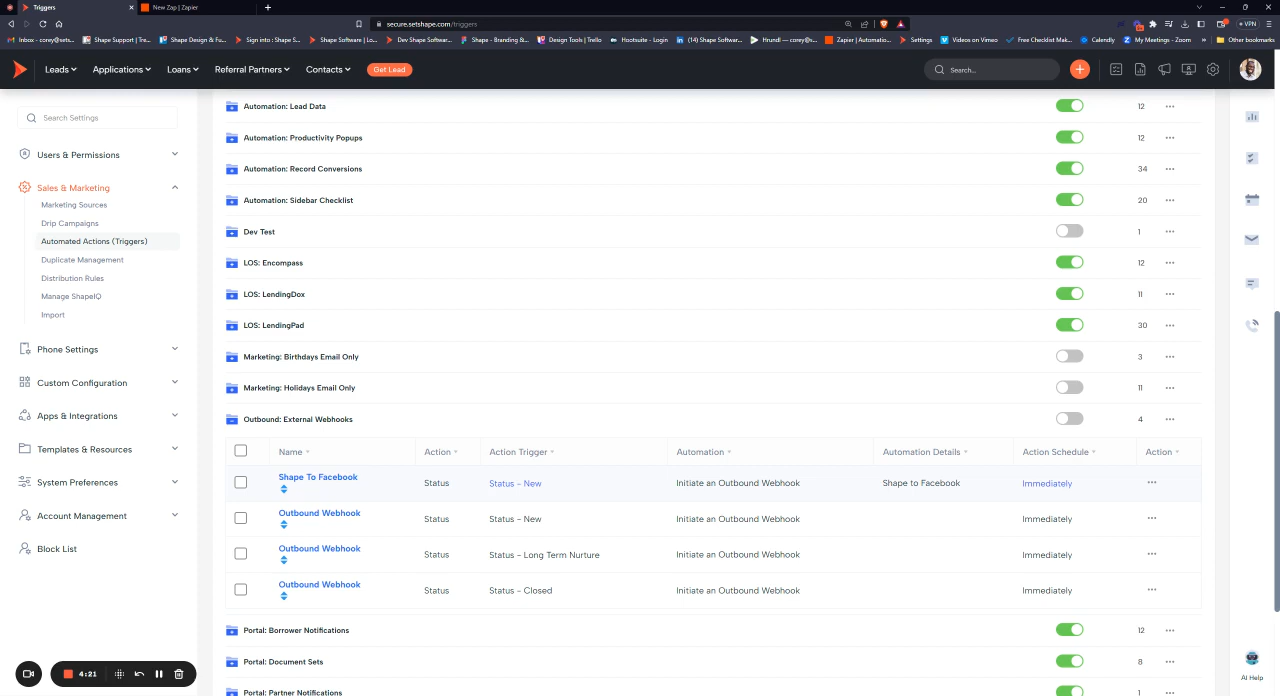 Triggers
New Zap | Zapier
secure.setshape.com/triggers
VPN
Inbox - corey@sets...
Shape Support | Tre...
Shape Design & Fu...
Sign into : Shape S...
Shape Software | Lo...
Dev Shape Softwar...
Shape - Branding &...
Design Tools | Trello
Hootsuite - Login
(14) Shape Softwar...
Hrundl — corey@s...
Zapier | Automatio...
Settings
Videos on Vimeo
Free Checklist Mak...
Calendly
My Meetings - Zoom
Other bookmarks
Leads
Applications
Loans
Referral Partners
Contacts
Get Lead
Search...
Search Settings
Users & Permissions
Sales & Marketing
Marketing Sources
Drip Campaigns
Automated Actions (Triggers)
Duplicate Management
Distribution Rules
Manage ShapeIQ
Import
Phone Settings
Custom Configuration
Apps & Integrations
Templates & Resources
System Preferences
Account Management
Block List
4:21
Automation: Lead Data 12
Automation: Productivity Popups 12
Automation: Record Conversions 34
Automation: Sidebar Checklist 20
Dev Test 1
LOS: Encompass 12
LOS: LendingDox 11
LOS: LendingPad 30
Marketing: Birthdays Email Only 3
Marketing: Holidays Email Only 11
Outbound: External Webhooks 4
Name Action Action Trigger Automation Automation Details Action Schedule Action
Shape To Facebook Status Status - New Initiate an Outbound Webhook Shape to Facebook Immediately
Outbound Webhook Status Status - New Initiate an Outbound Webhook Immediately
Outbound Webhook Status Status - Long Term Nurture Initiate an Outbound Webhook Immediately
Outbound Webhook Status Status - Closed Initiate an Outbound Webhook Immediately
Portal: Borrower Notifications 12
Portal: Document Sets 8
Portal: Partner Notifications 1
AI Help